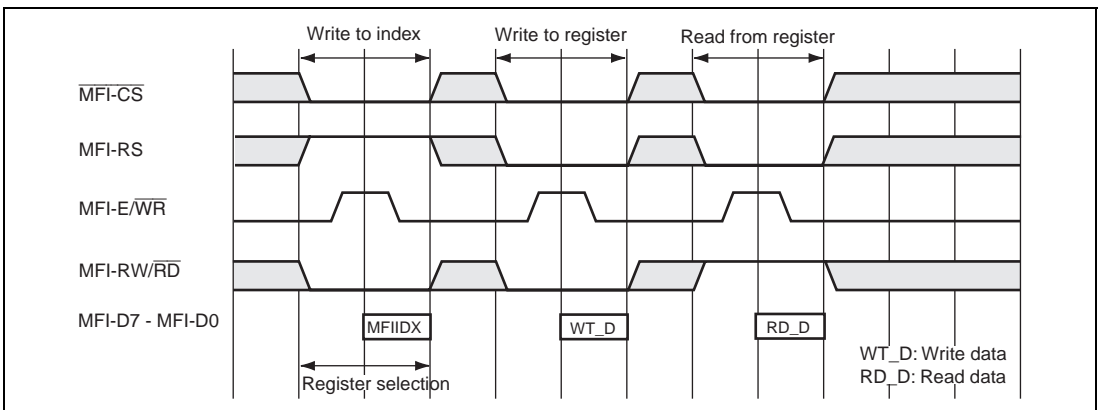 Write to index Write to register Read from register
MFI-CS
MFI-RS
MFI-E/WR
MFI-RW/RD
MFI-D7 - MFI-D0 MFIIDX WT_D RD_D
WT_D: Write data
Register selection RD_D: Read data